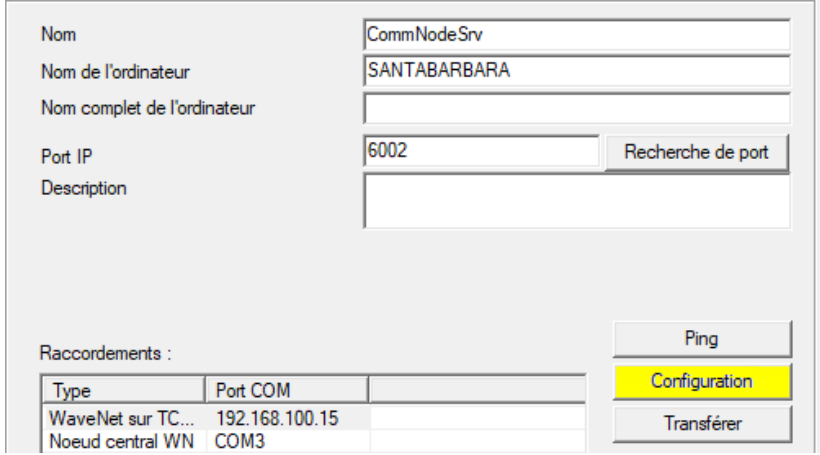 Nom CommNodeSrv
Nom de l'ordinateur SANTABARBARA
Nom complet de l'ordinateur
Port IP 6002 Recherche de port
Description
Ping
Raccordements :
Configuration
Type Port COM
WaveNet sur TC... 192.168.100.15
Transférer
Noeud central WN COM3